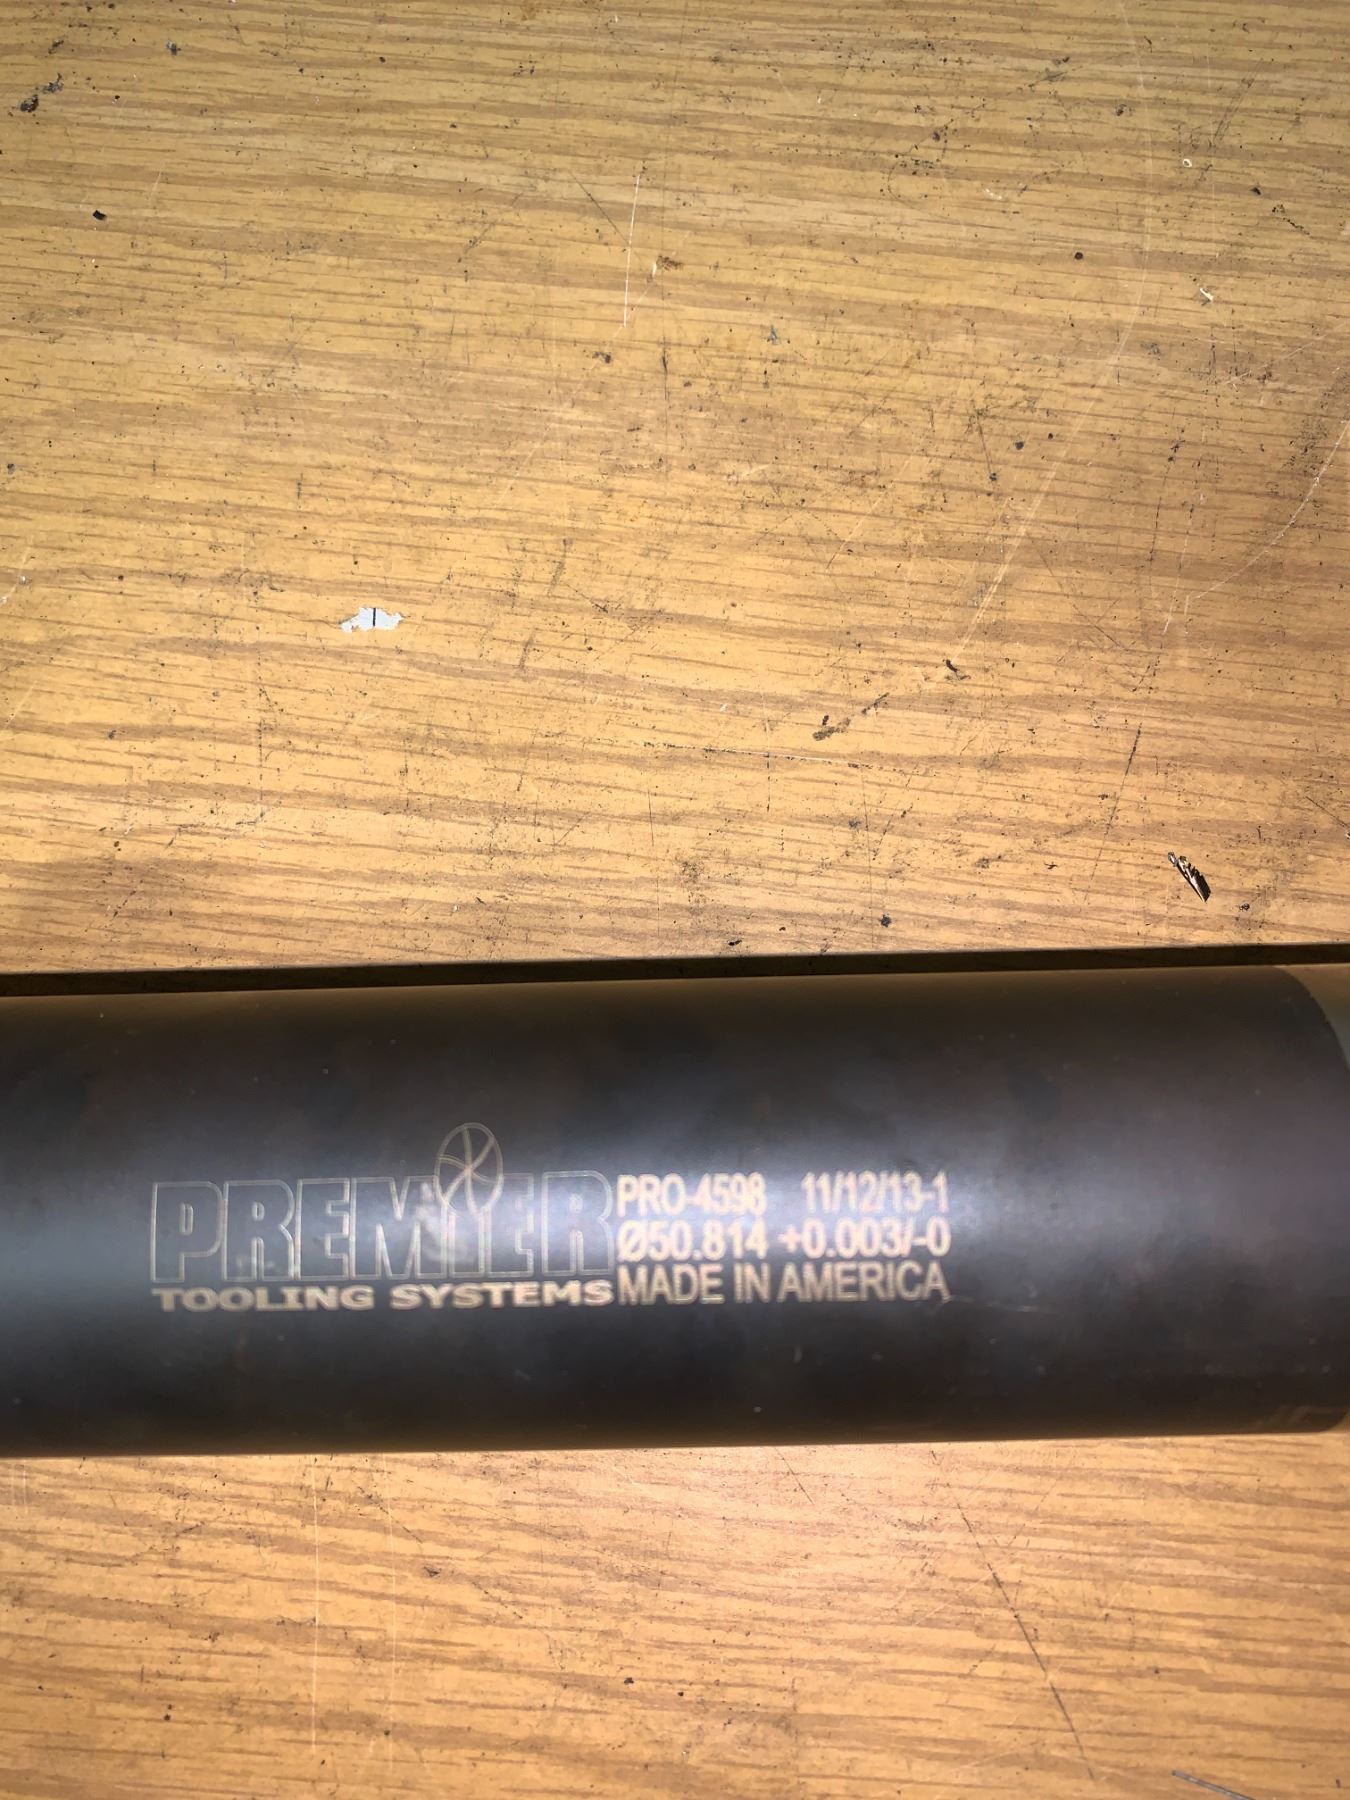 PREMIER
TOOLING SYSTEMS
PRO-4598 11/12/13-1
Ø50.814 +0.003/-0
MADE IN AMERICA